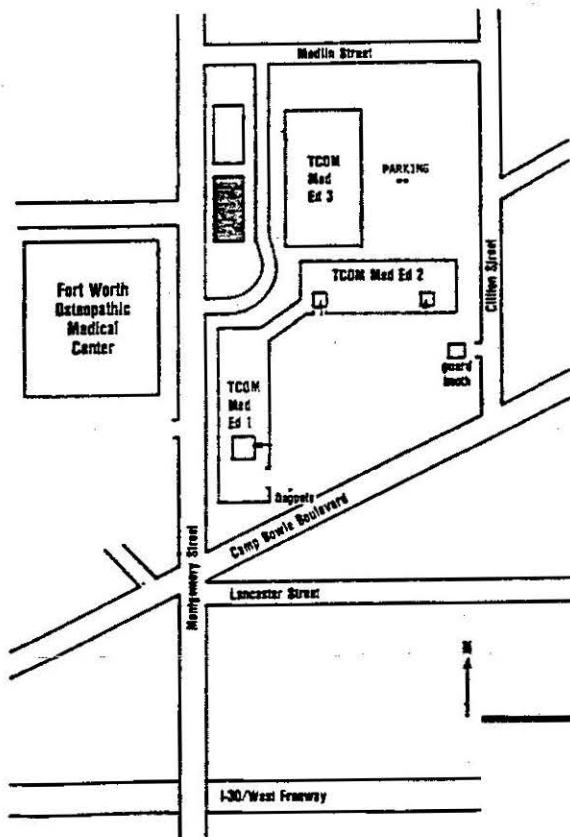 Modlin Street
TCOM
Med
Ed 3
PARKING
Fort Worth
Osteopathic
Medical
Center
TCOM Med Ed 2
Clifton Street
guard
booth
TCOM
Med
Ed 1
Camp Bowie Boulevard
Montgomery Street
Lancaster Street
N
I-30/West Freeway